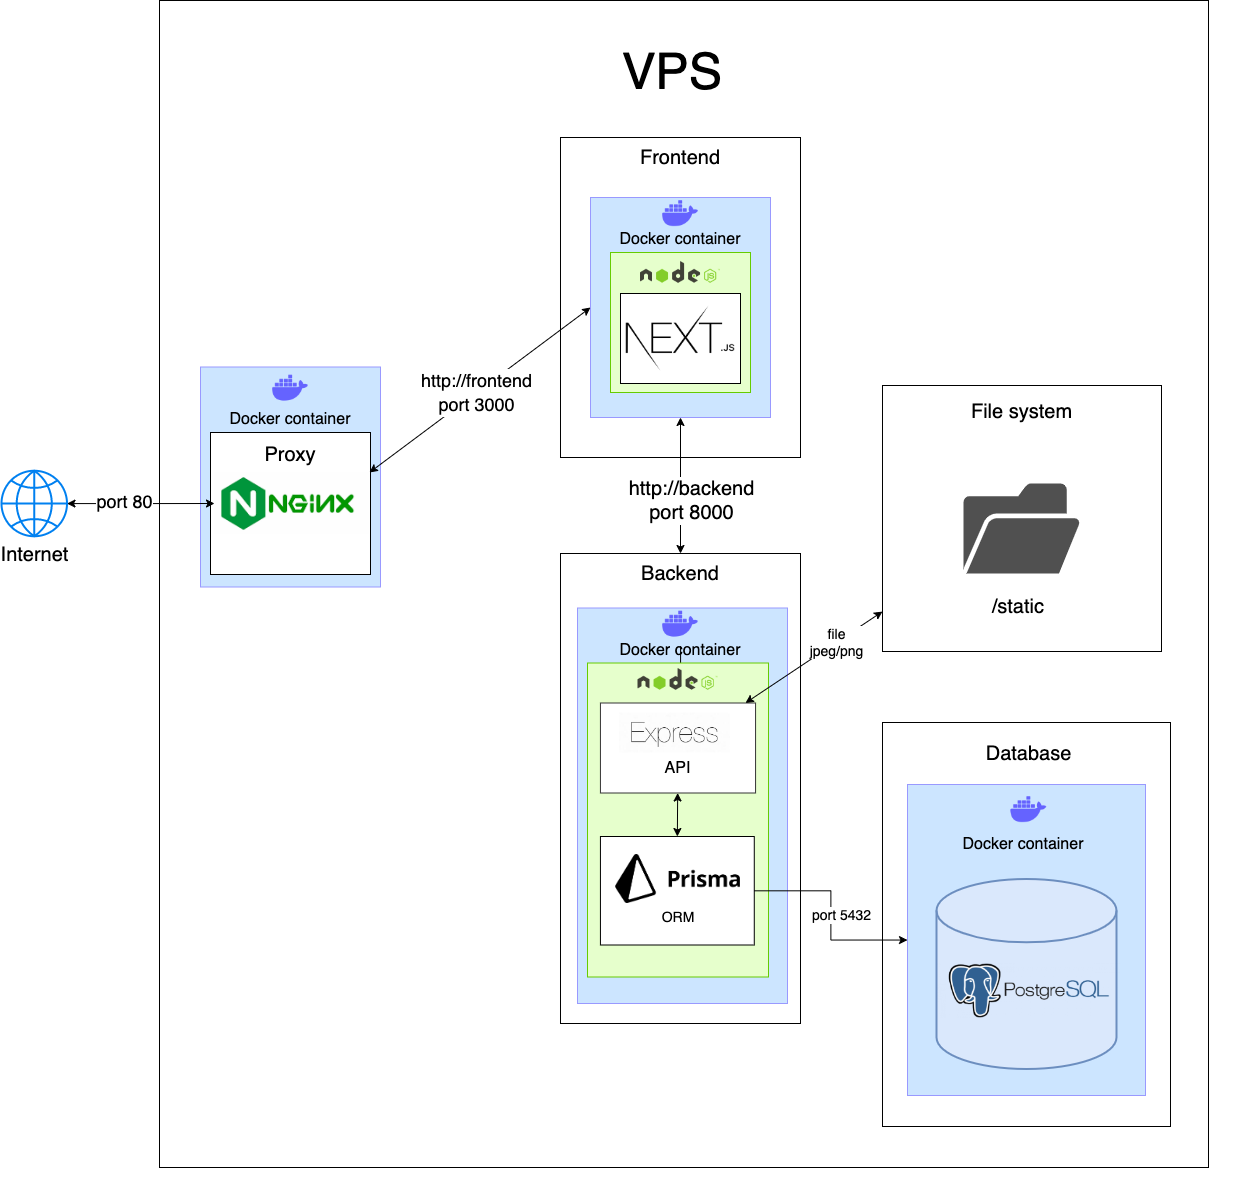 VPS
Frontend
Docker container
node
JS
NEXT.JS
http://frontend
port 3000
Docker container
Proxy
N NGINX
port 80
Internet
http://backend
port 8000
Backend
Docker container
node
JS
Express
API
Prisma
ORM
File system
/static
file
jpeg/png
port 5432
Database
Docker container
PostgreSQL